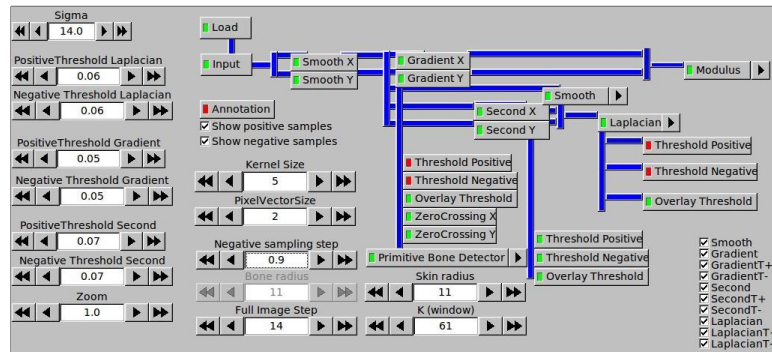 Sigma
14.0
PositiveThreshold Laplacian
0.06
Negative Threshold Laplacian
0.06
PositiveThreshold Gradient
0.05
Negative Threshold Gradient
0.05
PositiveThreshold Second
0.07
Negative Threshold Second
0.07
Zoom
1.0
Load
Input
Smooth X
Smooth Y
Gradient X
Gradient Y
Modulus
Smooth
Second X
Second Y
Laplacian
Annotation
Show positive samples
Show negative samples
Threshold Positive
Threshold Negative
Overlay Threshold
Kernel Size
5
PixelVectorSize
2
Threshold Positive
Threshold Negative
Overlay Threshold
ZeroCrossing X
ZeroCrossing Y
Negative sampling step
0.9
Primitive Bone Detector
Threshold Positive
Threshold Negative
Overlay Threshold
Bone radius
11
Skin radius
11
Full Image Step
14
K (window)
61
Smooth
Gradient
GradientT+
GradientT-
Second
SecondT+
SecondT-
Laplacian